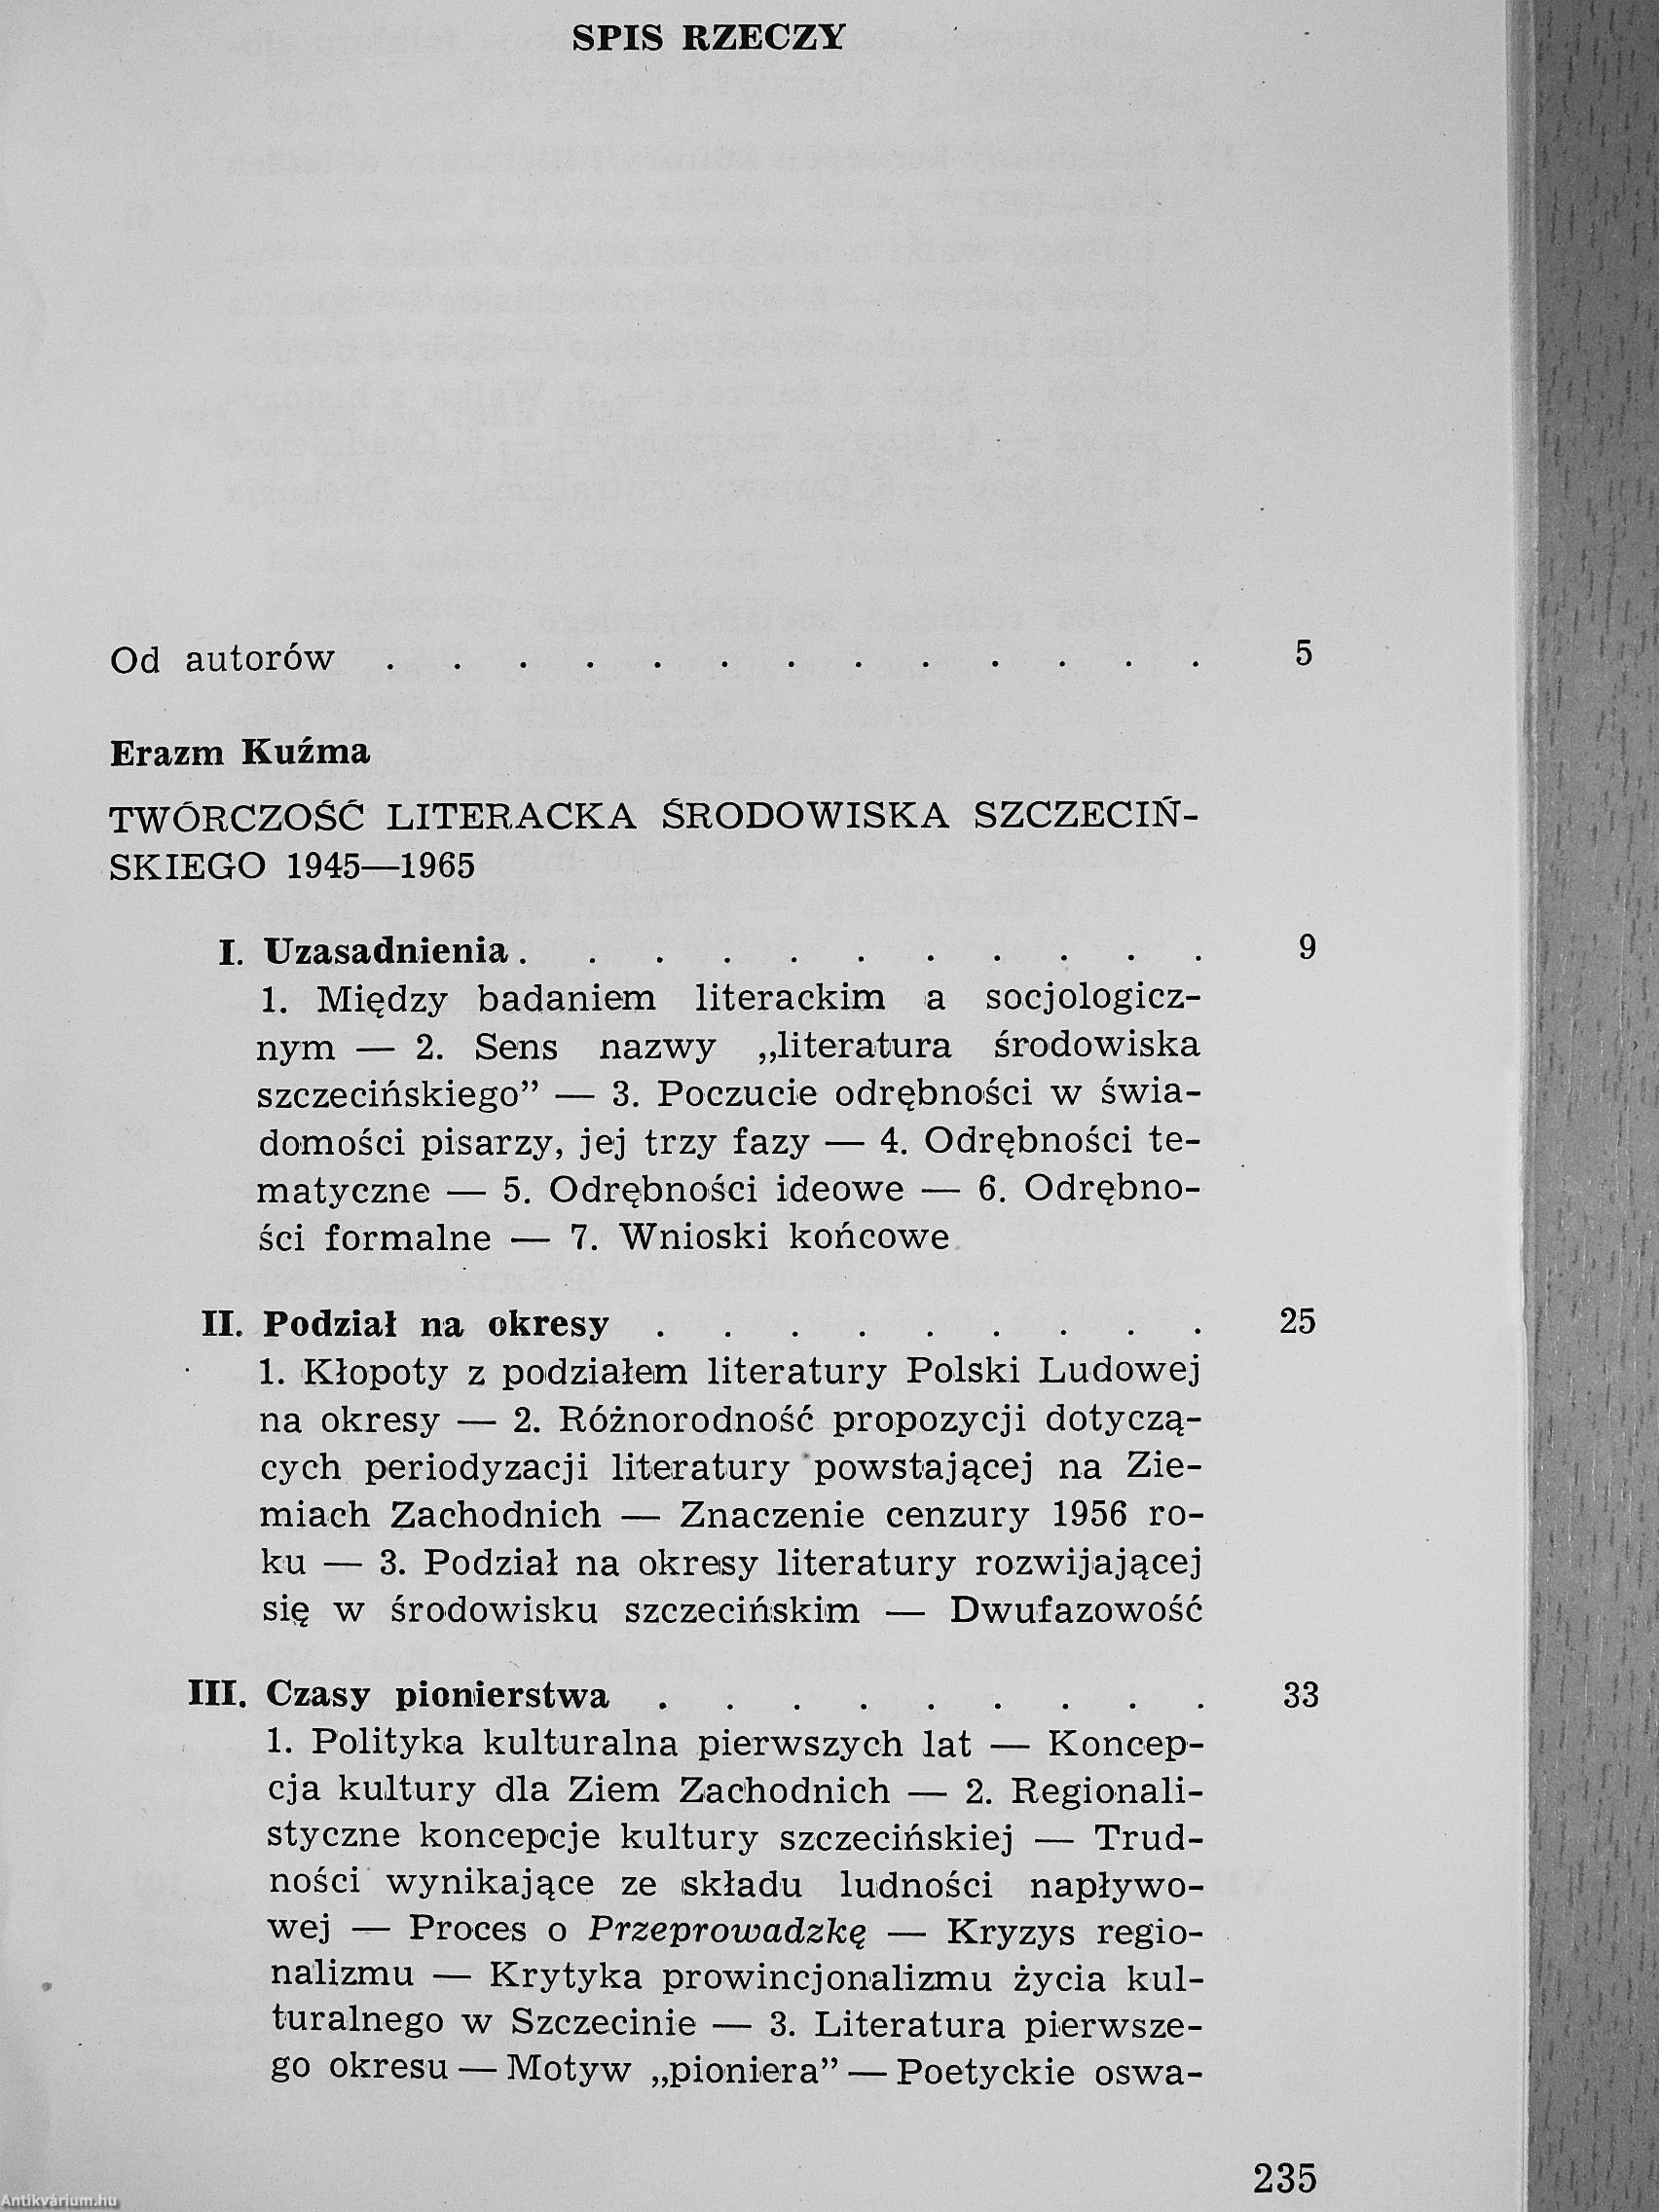 SPIS RZECZY
Od autorów . . . . . . . . . . . . . 5
Erazm Kuźma
TWÓRCZOŚĆ LITERACKA ŚRODOWISKA SZCZECIŃ-
SKIEGO 1945—1965
I. Uzasadnienia . . . . . . . . . . . 9
1. Między badaniem literackim a socjologicz-
nym — 2. Sens nazwy „literatura środowiska
szczecińskiego” — 3. Poczucie odrębności w świa-
domości pisarzy, jej trzy fazy — 4. Odrębności te-
matyczne — 5. Odrębności ideowe — 6. Odrębno-
ści formalne — 7. Wnioski końcowe
II. Podział na okresy . . . . . . . . . 25
1. Kłopoty z podziałem literatury Polski Ludowej
na okresy — 2. Różnorodność propozycji dotyczą-
cych periodyzacji literatury powstającej na Zie-
miach Zachodnich — Znaczenie cenzury 1956 ro-
ku — 3. Podział na okresy literatury rozwijającej
się w środowisku szczecińskim — Dwufazowość
III. Czasy pionierstwa . . . . . . . . . 33
1. Polityka kulturalna pierwszych lat — Koncep-
cja kultury dla Ziem Zachodnich — 2. Regionali-
styczne koncepcje kultury szczecińskiej — Trud-
ności wynikające ze składu ludności napływo-
wej — Proces o Przeprowadzkę — Kryzys regio-
nalizmu — Krytyka prowincjonalizmu życia kul-
turalnego w Szczecinie — 3. Literatura pierwsze-
go okresu — Motyw „pioniera” — Poetyckie oswa-
235
Antikvárium.hu